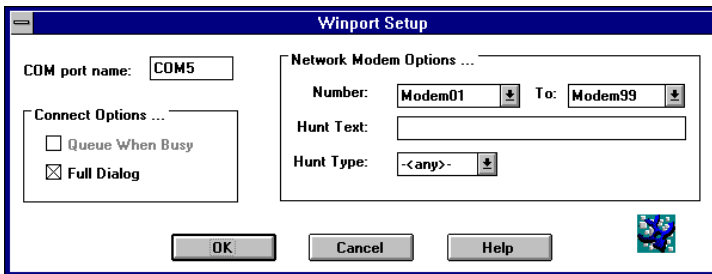 Winport Setup
COM port name: COM5
Connect Options ...
Queue When Busy
Full Dialog
Network Modem Options ...
Number: Modem01 To: Modem99
Hunt Text:
Hunt Type: -<any>-
OK Cancel Help